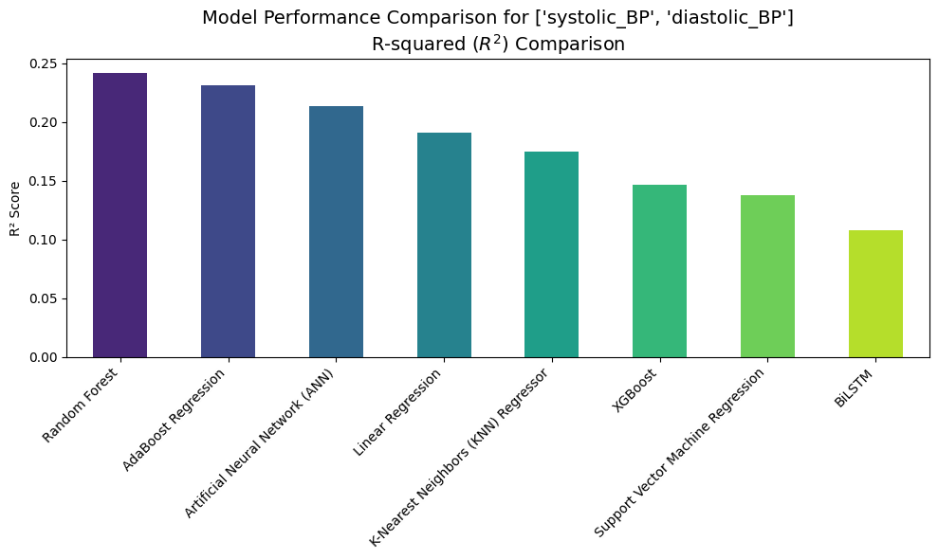 Model Performance Comparison for ['systolic_BP', 'diastolic_BP']
R-squared (R²) Comparison
R² Score
0.25
0.20
0.15
0.10
0.05
0.00
Random Forest
AdaBoost Regression
Artificial Neural Network (ANN)
Linear Regression
K-Nearest Neighbors (KNN) Regressor
XGBoost
Support Vector Machine Regression
BiLSTM